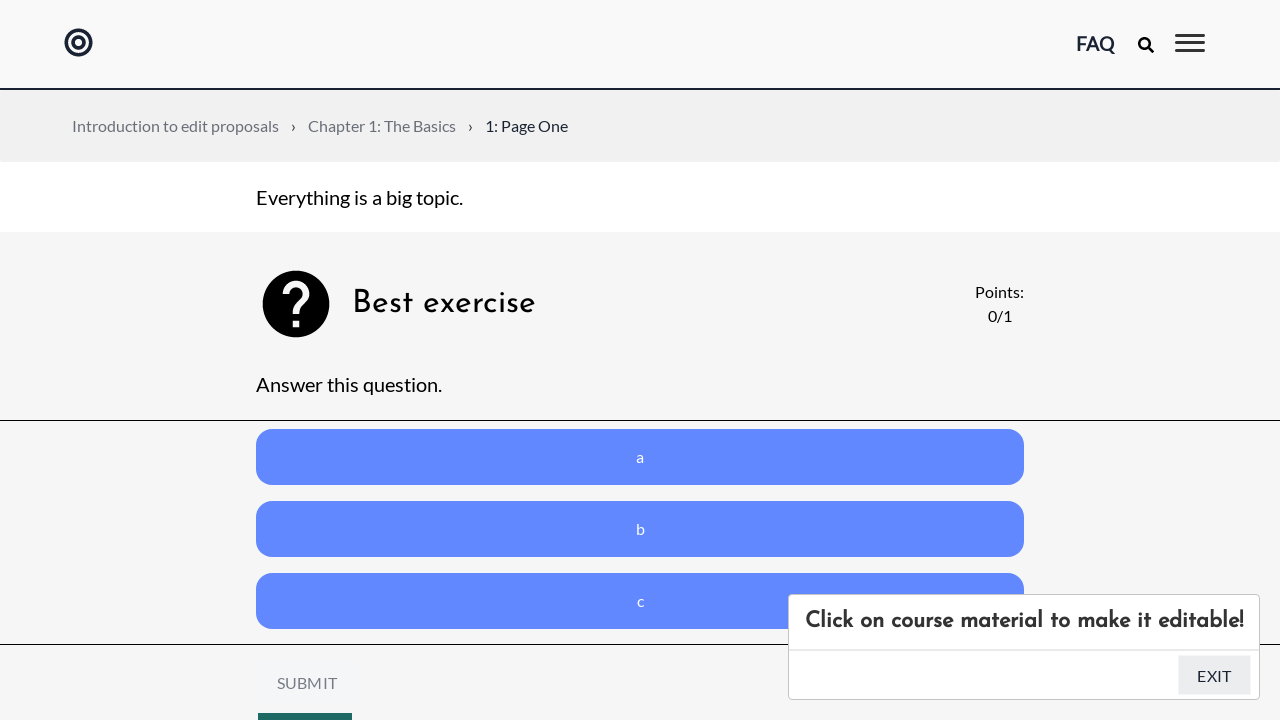 FAQ
Introduction to edit proposals › Chapter 1: The Basics › 1: Page One
Everything is a big topic.
Best exercise
Points:
0/1
Answer this question.
a
b
c
Click on course material to make it editable!
EXIT
SUBMIT